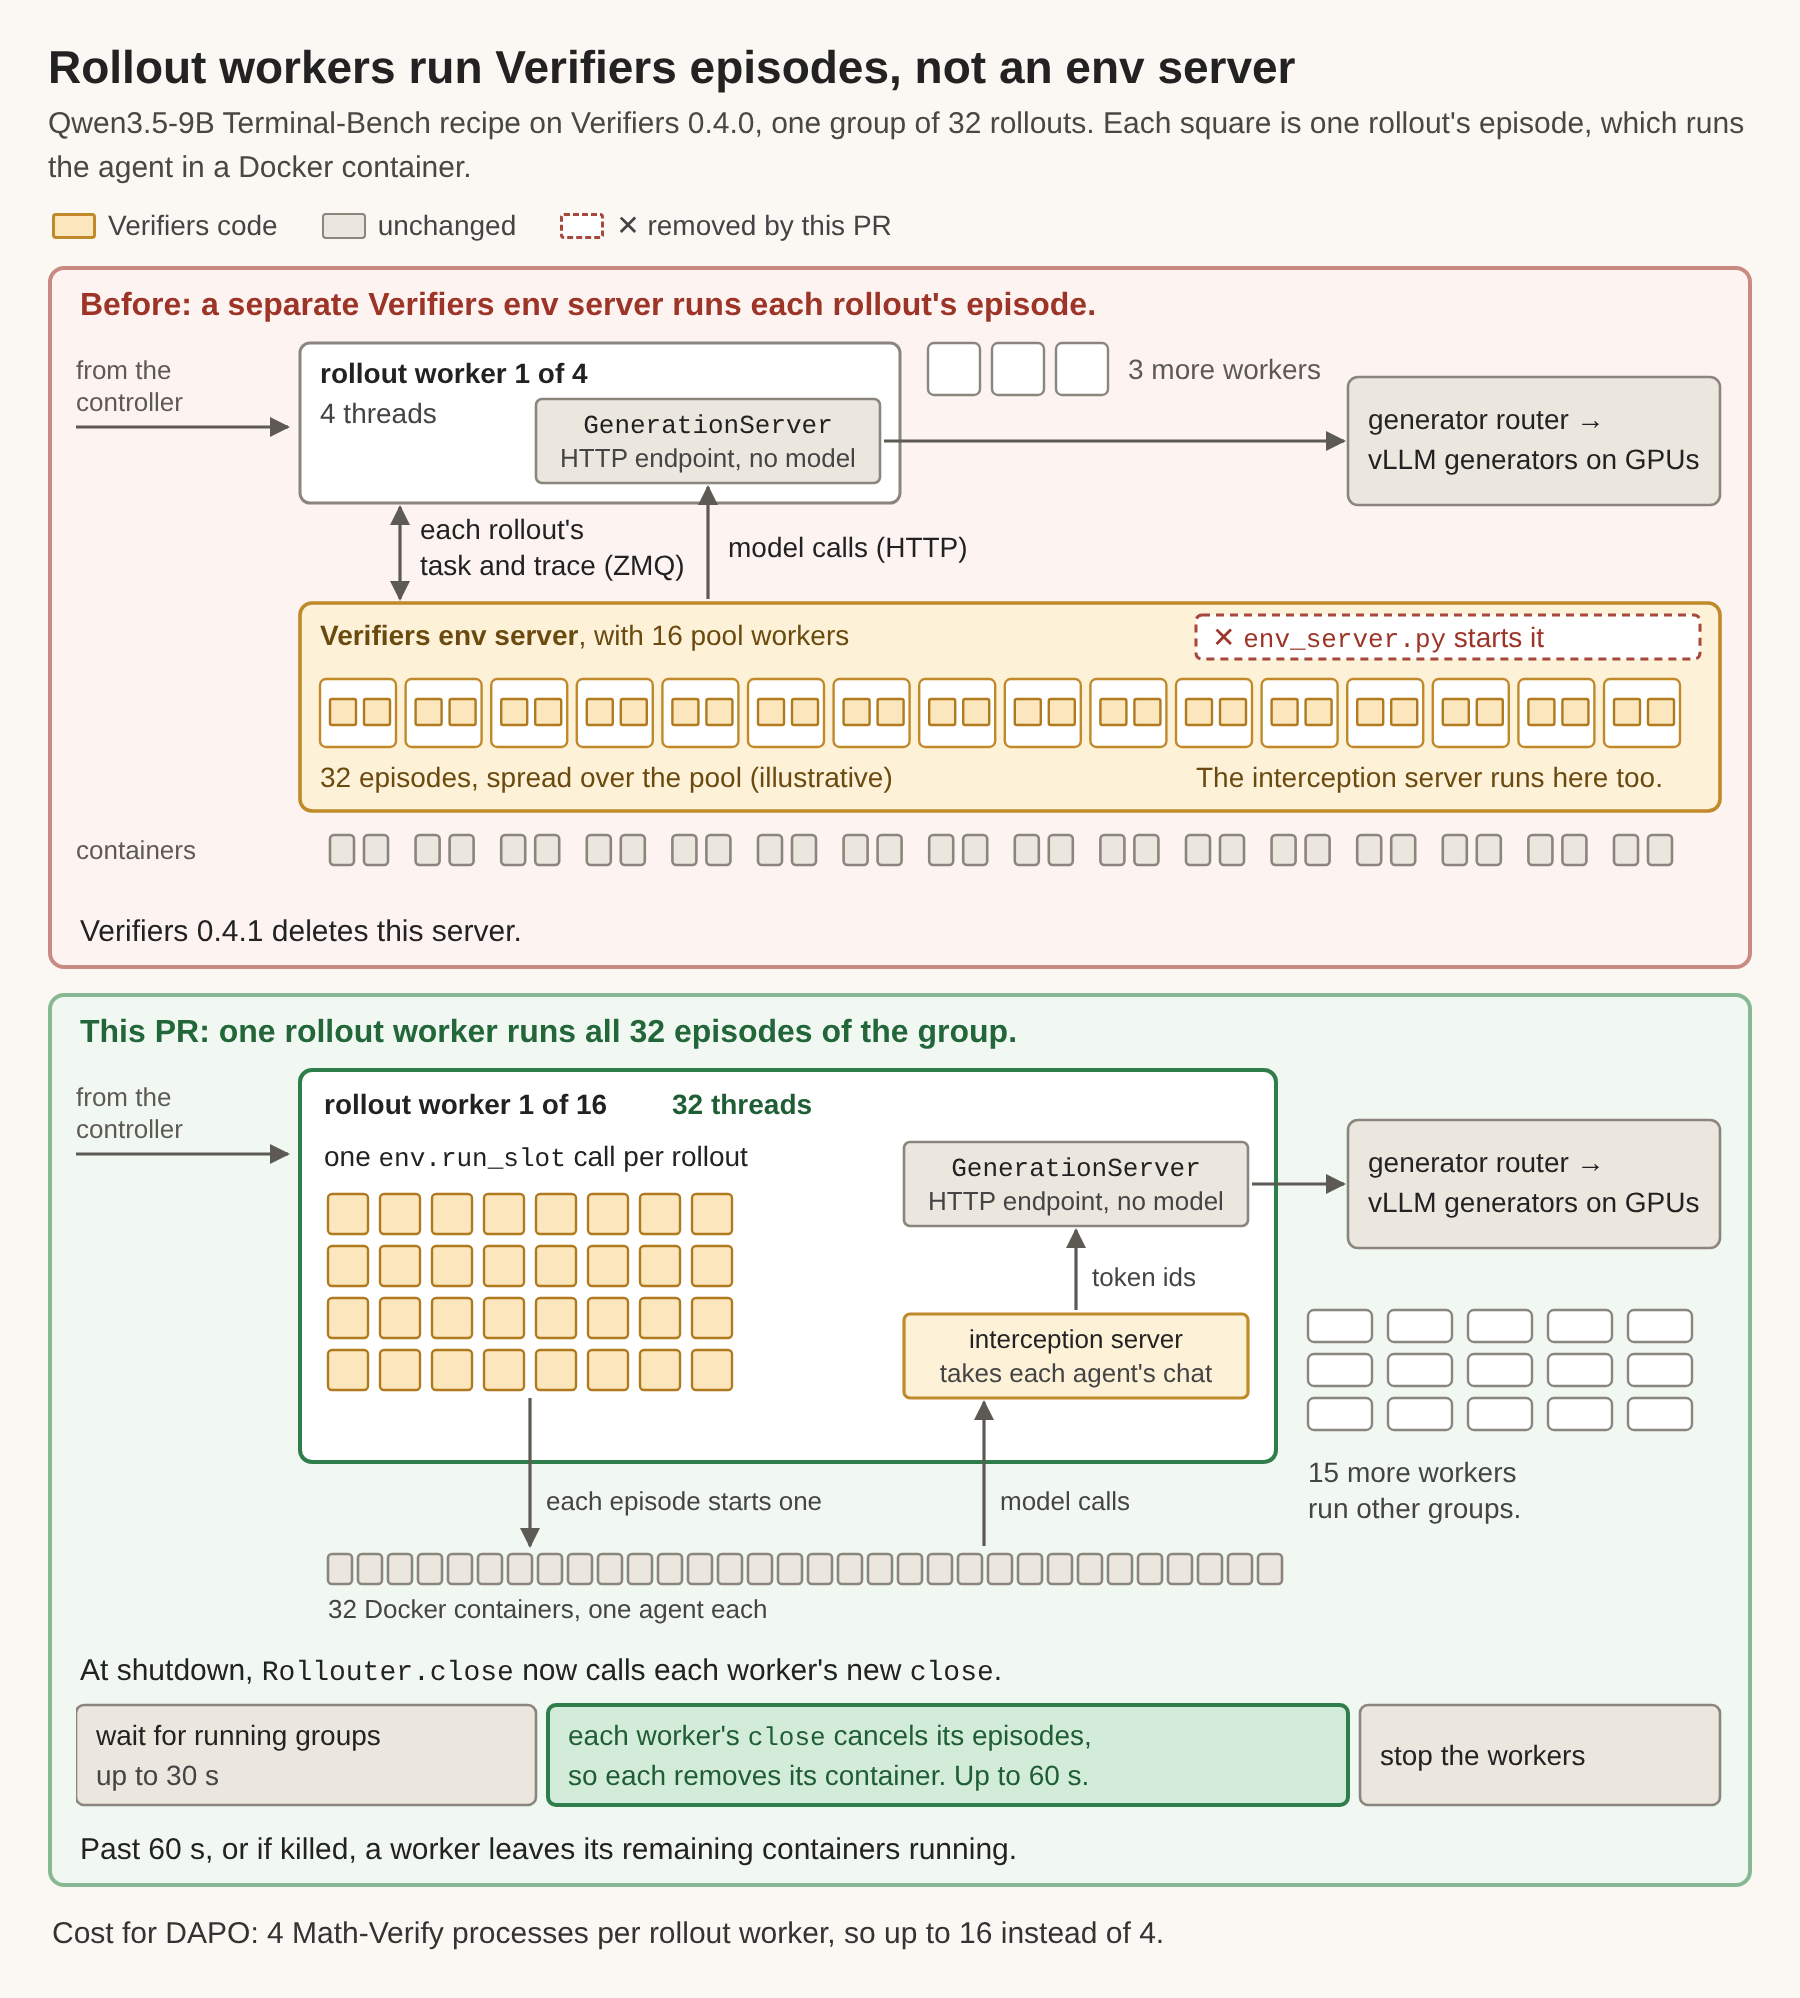 Rollout workers run Verifiers episodes, not an env server
Qwen3.5-9B Terminal-Bench recipe on Verifiers 0.4.0, one group of 32 rollouts. Each square is one rollout's episode, which runs
the agent in a Docker container.
Verifiers code
unchanged
✕ removed by this PR
Before: a separate Verifiers env server runs each rollout's episode.
from the
controller
rollout worker 1 of 4
4 threads
GenerationServer
HTTP endpoint, no model
3 more workers
generator router →
vLLM generators on GPUs
each rollout's
task and trace (ZMQ)
model calls (HTTP)
Verifiers env server, with 16 pool workers
✕ env_server.py starts it
32 episodes, spread over the pool (illustrative)
The interception server runs here too.
containers
Verifiers 0.4.1 deletes this server.
This PR: one rollout worker runs all 32 episodes of the group.
from the
controller
rollout worker 1 of 16
32 threads
one env.run_slot call per rollout
GenerationServer
HTTP endpoint, no model
generator router →
vLLM generators on GPUs
token ids
interception server
takes each agent's chat
15 more workers
run other groups.
each episode starts one
model calls
32 Docker containers, one agent each
At shutdown, Rollouter.close now calls each worker's new close.
wait for running groups
up to 30 s
each worker's close cancels its episodes,
so each removes its container. Up to 60 s.
stop the workers
Past 60 s, or if killed, a worker leaves its remaining containers running.
Cost for DAPO: 4 Math-Verify processes per rollout worker, so up to 16 instead of 4.